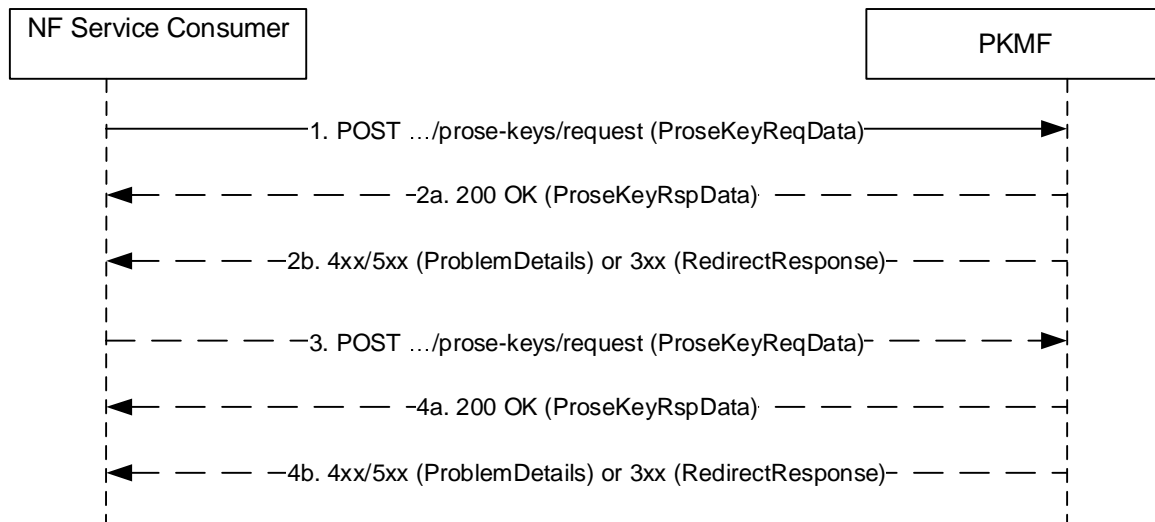 NF Service Consumer
PKMF
1. POST …/prose-keys/request (ProseKeyReqData)
2a. 200 OK (ProseKeyRspData)
2b. 4xx/5xx (ProblemDetails) or 3xx (RedirectResponse)
3. POST …/prose-keys/request (ProseKeyReqData)
4a. 200 OK (ProseKeyRspData)
4b. 4xx/5xx (ProblemDetails) or 3xx (RedirectResponse)